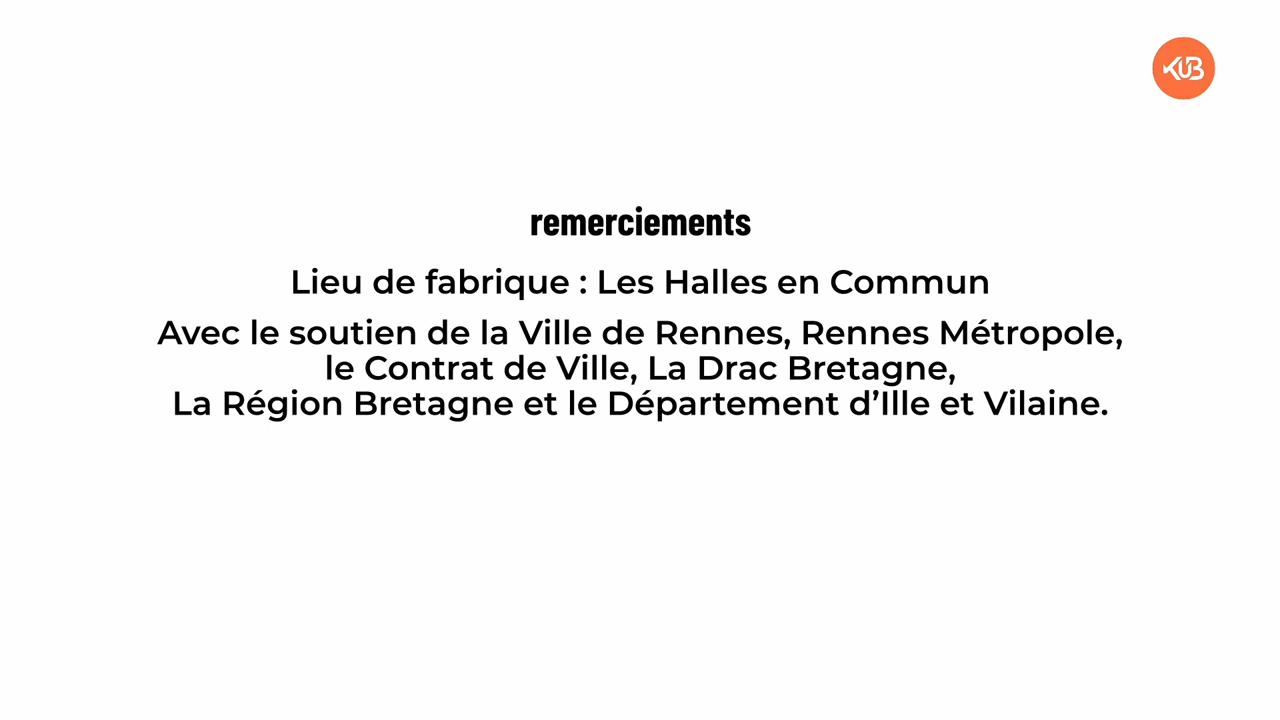 KUB
remerciements
Lieu de fabrique : Les Halles en Commun
Avec le soutien de la Ville de Rennes, Rennes Métropole,
le Contrat de Ville, La Drac Bretagne,
La Région Bretagne et le Département d’Ille et Vilaine.